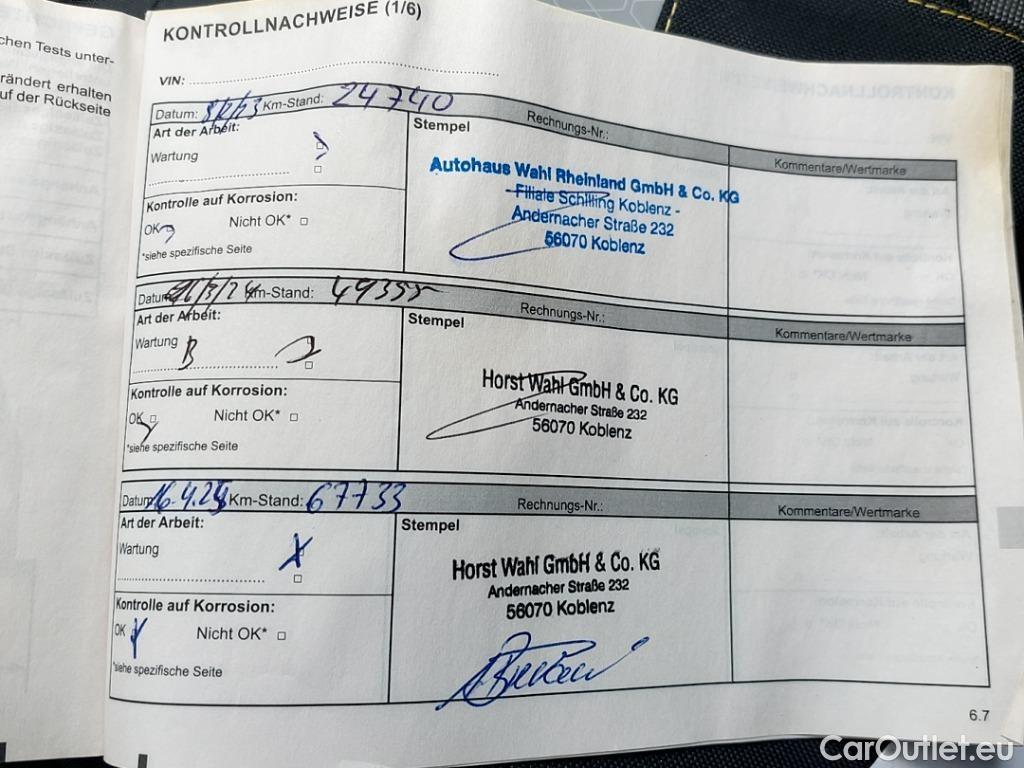 chen Tests unter-
rändert erhalten
uf der Rückseite
KONTROLLNACHWEISE (1/6)
VIN:
Datum: Km-Stand: 24740
Rechnungs-Nr.:
Kommentare/Wertmarke
Art der Arbeit:
Wartung
Stempel
Autohaus Wahl Rheinland GmbH & Co. KG
- Filiale Schilling Koblenz -
Andernacher Straße 232
56070 Koblenz
Kontrolle auf Korrosion:
OK Nicht OK*
*siehe spezifische Seite
Datum Km-Stand: 49355
Rechnungs-Nr.:
Kommentare/Wertmarke
Art der Arbeit:
Wartung B
Stempel
Horst Wahl GmbH & Co. KG
Andernacher Straße 232
56070 Koblenz
Kontrolle auf Korrosion:
OK Nicht OK*
*siehe spezifische Seite
Datum Km-Stand: 67733
Rechnungs-Nr.:
Kommentare/Wertmarke
Art der Arbeit:
Wartung
Stempel
Horst Wahl GmbH & Co. KG
Andernacher Straße 232
56070 Koblenz
Kontrolle auf Korrosion:
OK Nicht OK*
*siehe spezifische Seite
6.7
CarOutlet.eu